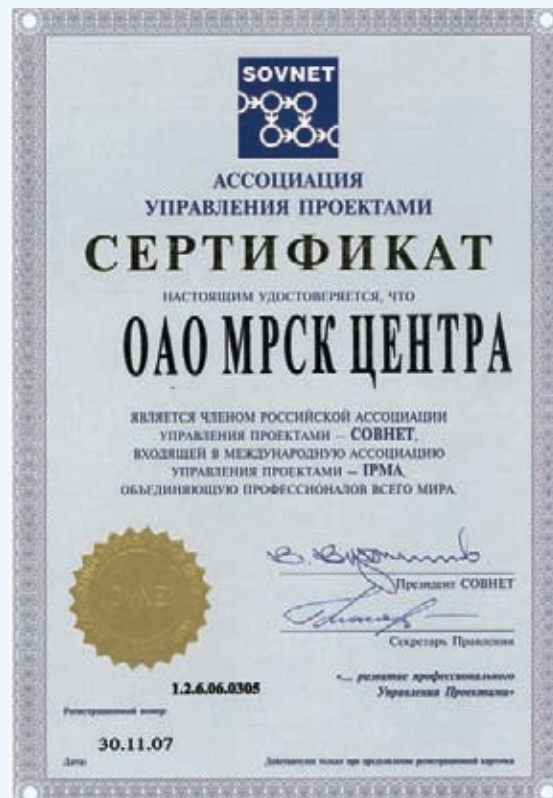 SOVNET
АССОЦИАЦИЯ
УПРАВЛЕНИЯ ПРОЕКТАМИ
СЕРТИФИКАТ
НАСТОЯЩИМ УДОСТОВЕРЯЕТСЯ, ЧТО
ОАО МРСК ЦЕНТРА
ЯВЛЯЕТСЯ ЧЛЕНОМ РОССИЙСКОЙ АССОЦИАЦИИ
УПРАВЛЕНИЯ ПРОЕКТАМИ – СОВНЕТ,
ВХОДЯЩЕЙ В МЕЖДУНАРОДНУЮ АССОЦИАЦИЮ
УПРАВЛЕНИЯ ПРОЕКТАМИ – IPMA,
ОБЪЕДИНЯЮЩУЮ ПРОФЕССИОНАЛОВ ВСЕГО МИРА.
Президент СОВНЕТ
Секретарь Правления
1.2.6.06.0305
"... развитие профессионального
Управления Проектами"
Регистрационный номер:
30.11.07
Дата:
Действителен только при предъявлении регистрационной карточки